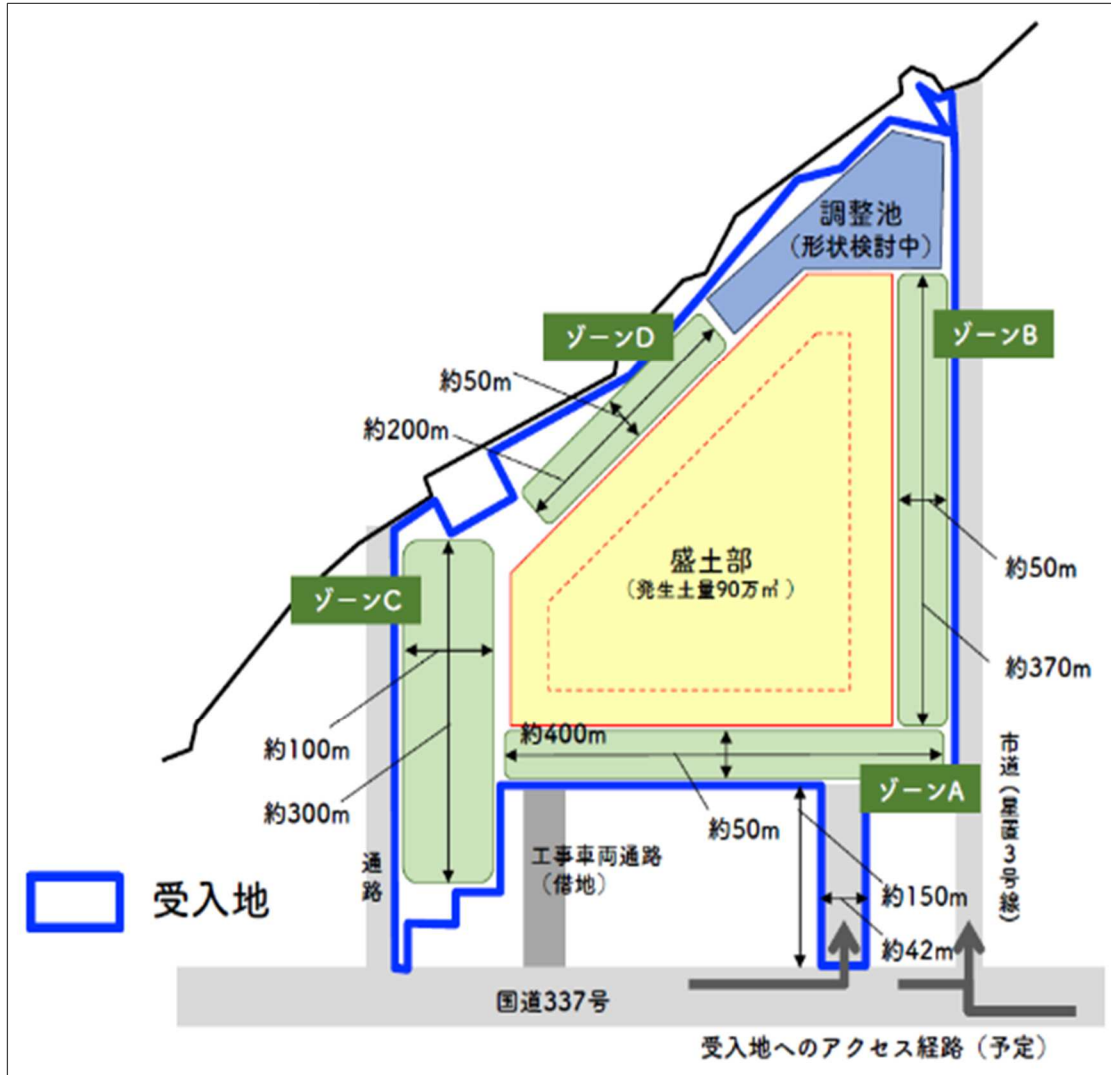 調整池
（形状検討中）
ゾーンD
ゾーンB
約50m
約200m
盛土部
（発生土量90万㎥）
約50m
ゾーンC
約370m
約100m
約400m
約300m
ゾーンA
約50m
市道（星置3号線）
通路
工事車両通路
（借地）
受入地
約150m
約42m
国道337号
受入地へのアクセス経路（予定）